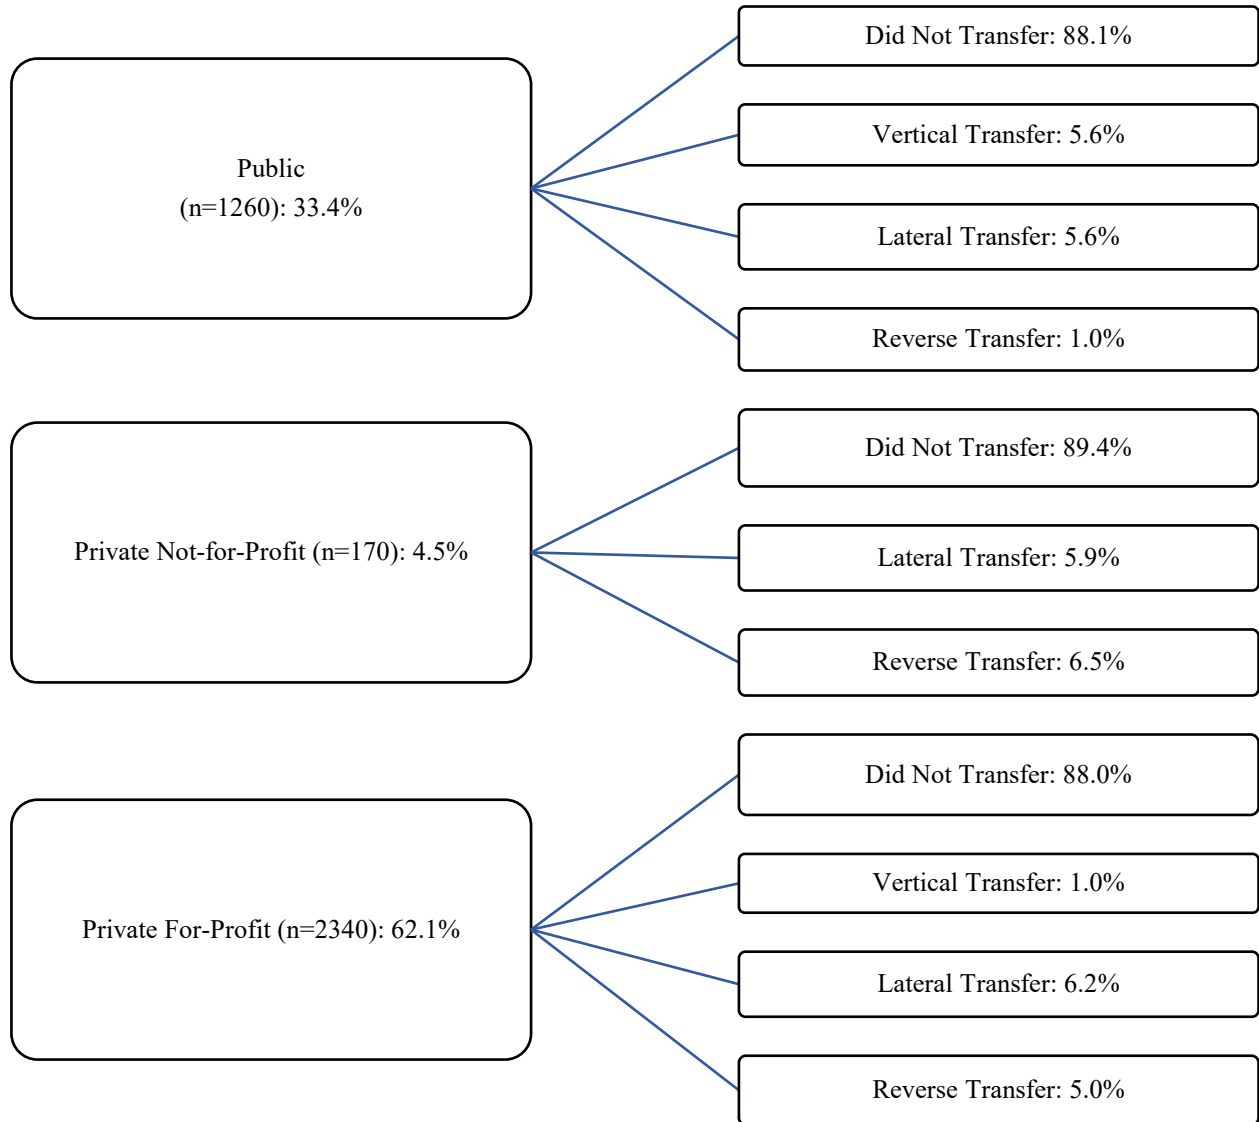 Public
(n=1260): 33.4%
Did Not Transfer: 88.1%
Vertical Transfer: 5.6%
Lateral Transfer: 5.6%
Reverse Transfer: 1.0%
Private Not-for-Profit (n=170): 4.5%
Did Not Transfer: 89.4%
Lateral Transfer: 5.9%
Reverse Transfer: 6.5%
Private For-Profit (n=2340): 62.1%
Did Not Transfer: 88.0%
Vertical Transfer: 1.0%
Lateral Transfer: 6.2%
Reverse Transfer: 5.0%